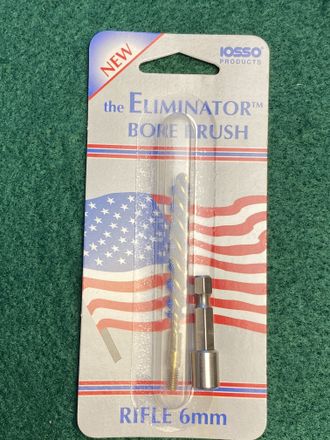 NEW
IOSSO®
PRODUCTS
the ELIMINATOR™
BORE BRUSH
RIFLE 6mm